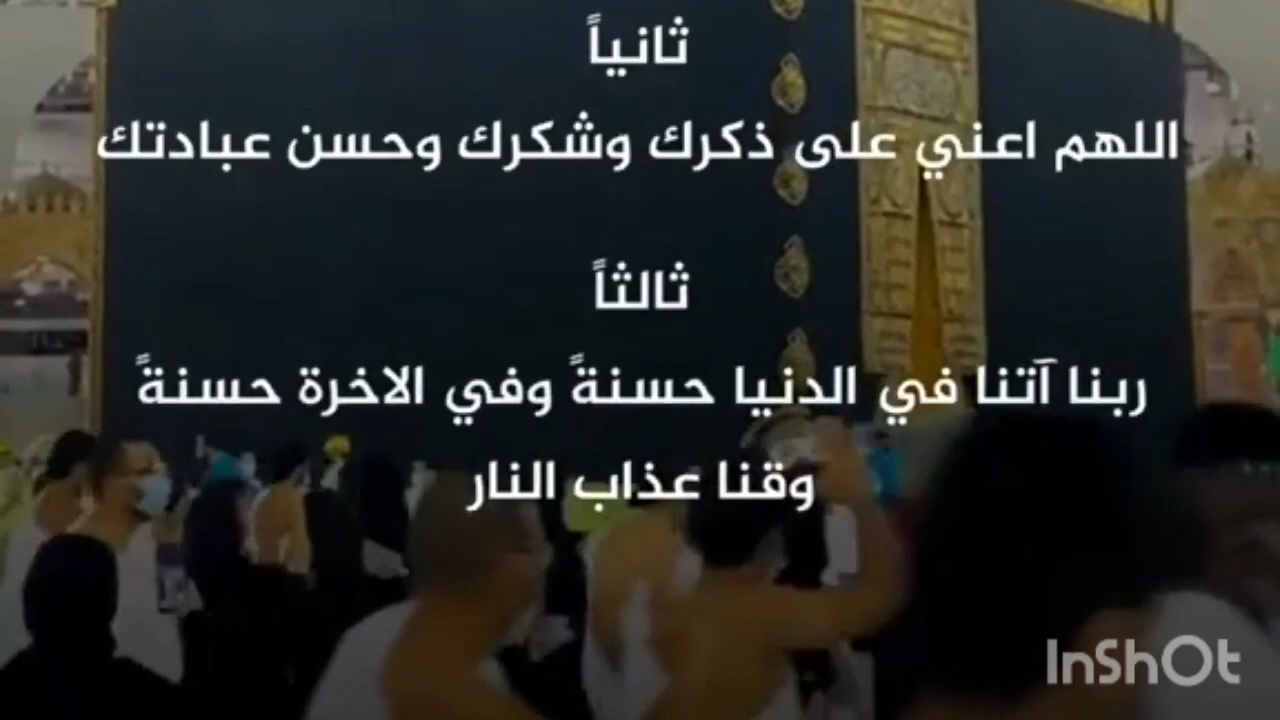 ثانياً
اللهم اعني على ذكرك وشكرك وحسن عبادتك
ثالثاً
ربنا آتنا في الدنيا حسنةً وفي الاخرة حسنةً
وقنا عذاب النار
InShOt